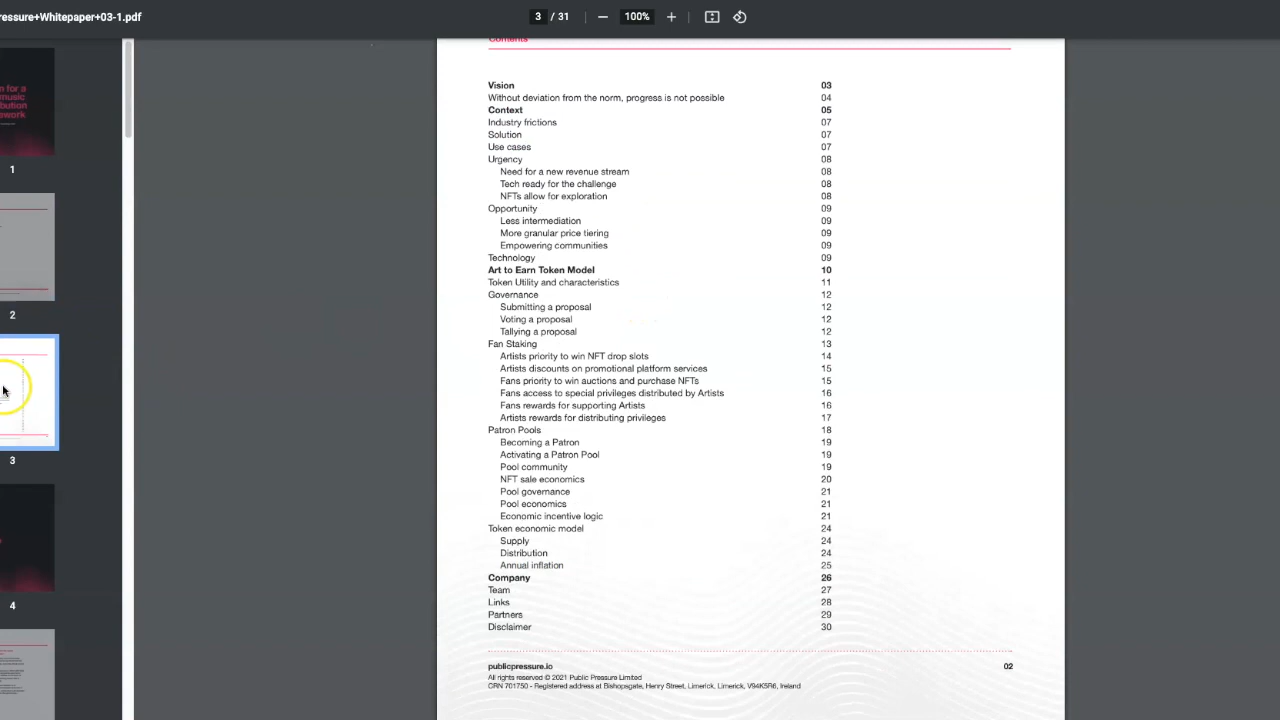 ressure+Whitepaper+03-1.pdf
3 / 31
100%
n for a
music
bution
ework
1
2
3
4
Contents
Vision 03
Without deviation from the norm, progress is not possible 04
Context 05
Industry frictions 07
Solution 07
Use cases 07
Urgency 08
Need for a new revenue stream 08
Tech ready for the challenge 08
NFTs allow for exploration 08
Opportunity 09
Less intermediation 09
More granular price tiering 09
Empowering communities 09
Technology 09
Art to Earn Token Model 10
Token Utility and characteristics 11
Governance 12
Submitting a proposal 12
Voting a proposal 12
Tallying a proposal 12
Fan Staking 13
Artists priority to win NFT drop slots 14
Artists discounts on promotional platform services 15
Fans priority to win auctions and purchase NFTs 15
Fans access to special privileges distributed by Artists 16
Fans rewards for supporting Artists 16
Artists rewards for distributing privileges 17
Patron Pools 18
Becoming a Patron 19
Activating a Patron Pool 19
Pool community 19
NFT sale economics 20
Pool governance 21
Pool economics 21
Economic incentive logic 21
Token economic model 24
Supply 24
Distribution 24
Annual inflation 25
Company 26
Team 27
Links 28
Partners 29
Disclaimer 30
publicpressure.io 02
All rights reserved © 2021 Public Pressure Limited
CRN 701750 - Registered address at Bishopsgate, Henry Street, Limerick, Limerick, V94K5R6, Ireland